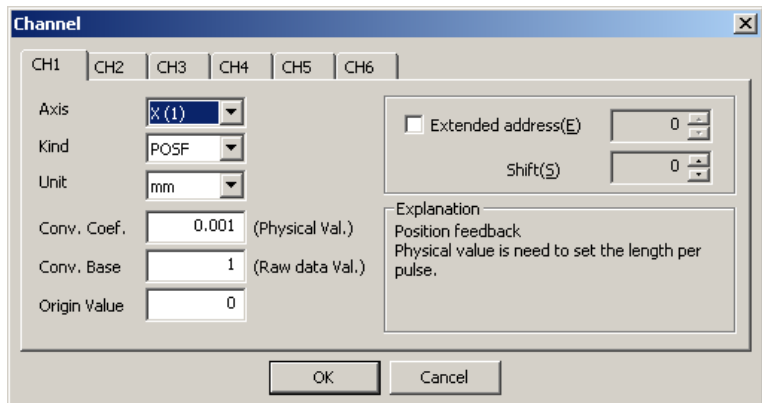 Channel
CH1 CH2 CH3 CH4 CH5 CH6
Axis X (1)
Kind POSF
Unit mm
Conv. Coef. 0.001 (Physical Val.)
Conv. Base 1 (Raw data Val.)
Origin Value 0
Extended address(E) 0
Shift(S) 0
Explanation
Position feedback
Physical value is need to set the length per
pulse.
OK Cancel